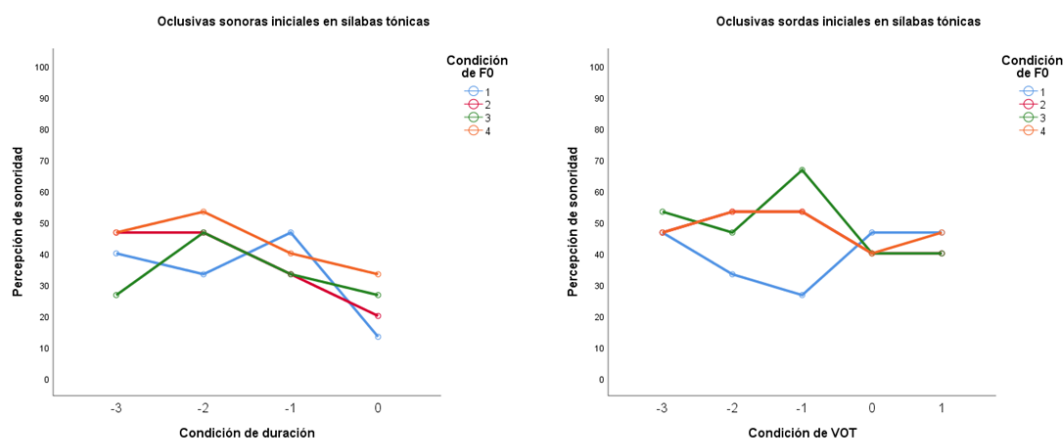 Oclusivas sonoras iniciales en sílabas tónicas
Condición
de F0
1
2
3
4
Percepción de sonoridad
100
90
80
70
60
50
40
30
20
10
0
-3 -2 -1 0
Condición de duración
Oclusivas sordas iniciales en sílabas tónicas
Condición
de F0
1
2
3
4
Percepción de sonoridad
100
90
80
70
60
50
40
30
20
10
0
-3 -2 -1 0 1
Condición de VOT